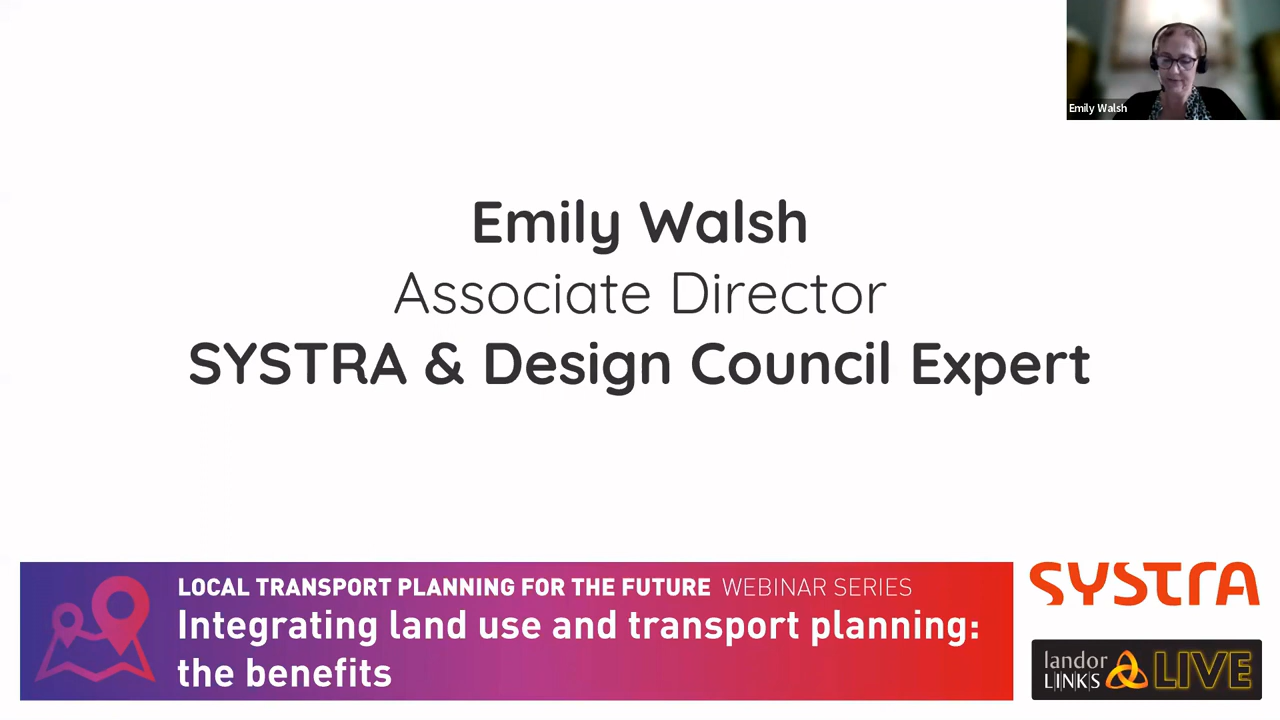 Emily Walsh
Emily Walsh
Associate Director
SYSTRA & Design Council Expert
LOCAL TRANSPORT PLANNING FOR THE FUTURE WEBINAR SERIES
Integrating land use and transport planning:
the benefits
SYSTRA
landor
LINKS
LIVE